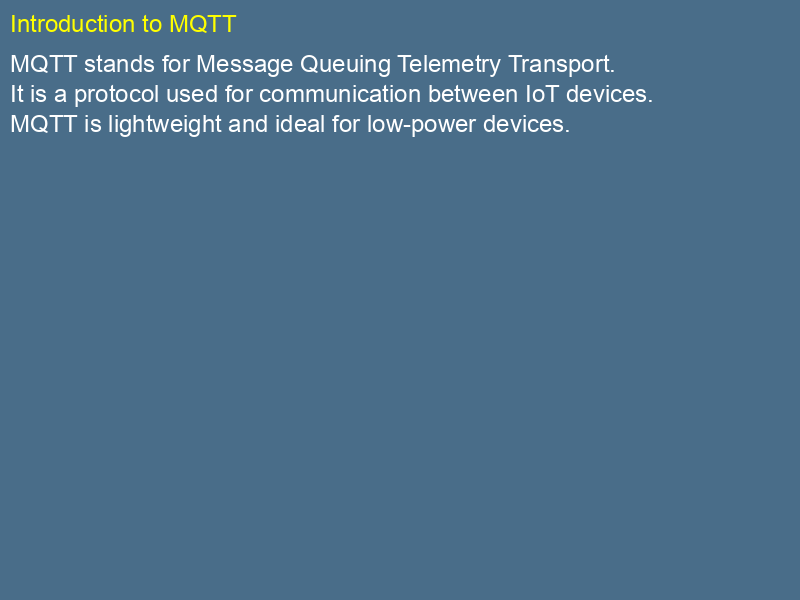 Introduction to MQTT
MQTT stands for Message Queuing Telemetry Transport.
It is a protocol used for communication between IoT devices.
MQTT is lightweight and ideal for low-power devices.